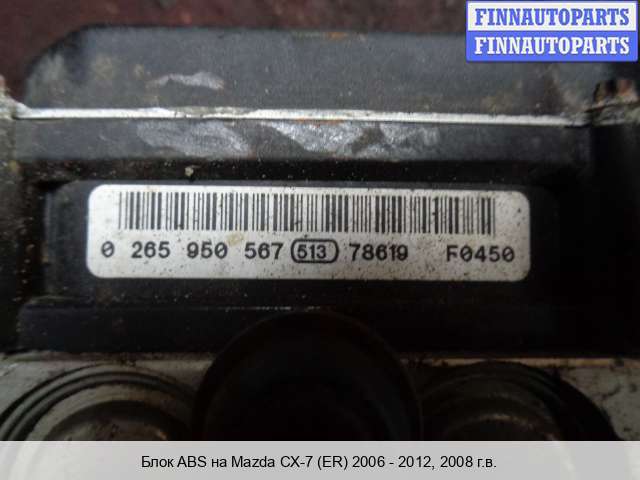 FINNAUTOPARTS
FINNAUTOPARTS
0 265 950 567 513 78619 F0450
Блок ABS на Mazda CX-7 (ER) 2006 - 2012, 2008 г.в.